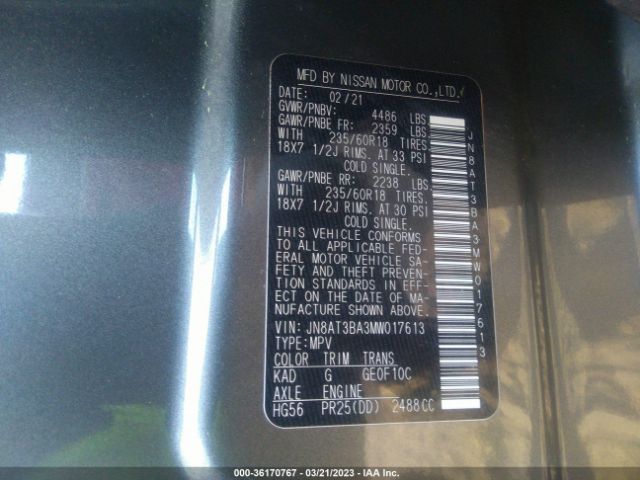 MFD BY NISSAN MOTOR CO.,LTD.
DATE: 02/21
GVWR/PNBV: 4486 LBS
GAWR/PNBE FR: 2359 LBS
WITH 235/60R18 TIRES
18X7 1/2J RIMS. AT 33 PSI
COLD SINGLE.
GAWR/PNBE RR: 2238 LBS.
WITH 235/60R18 TIRES.
18X7 1/2J RIMS. AT 30 PSI
COLD SINGLE.
THIS VEHICLE CONFORMS
TO ALL APPLICABLE FED-
ERAL MOTOR VEHICLE SA-
FETY AND THEFT PREVEN-
TION STANDARDS IN EFF-
ECT ON THE DATE OF MA-
NUFACTURE SHOWN ABOVE.
VIN: JN8AT3BA3MW017613
TYPE:MPV
COLOR TRIM TRANS
KAD G GE0F10C
AXLE ENGINE
HG56 PR25(DD) 2488CC
JN8AT3BA3MW017613
000-36170767 - 03/21/2023 - IAA Inc.